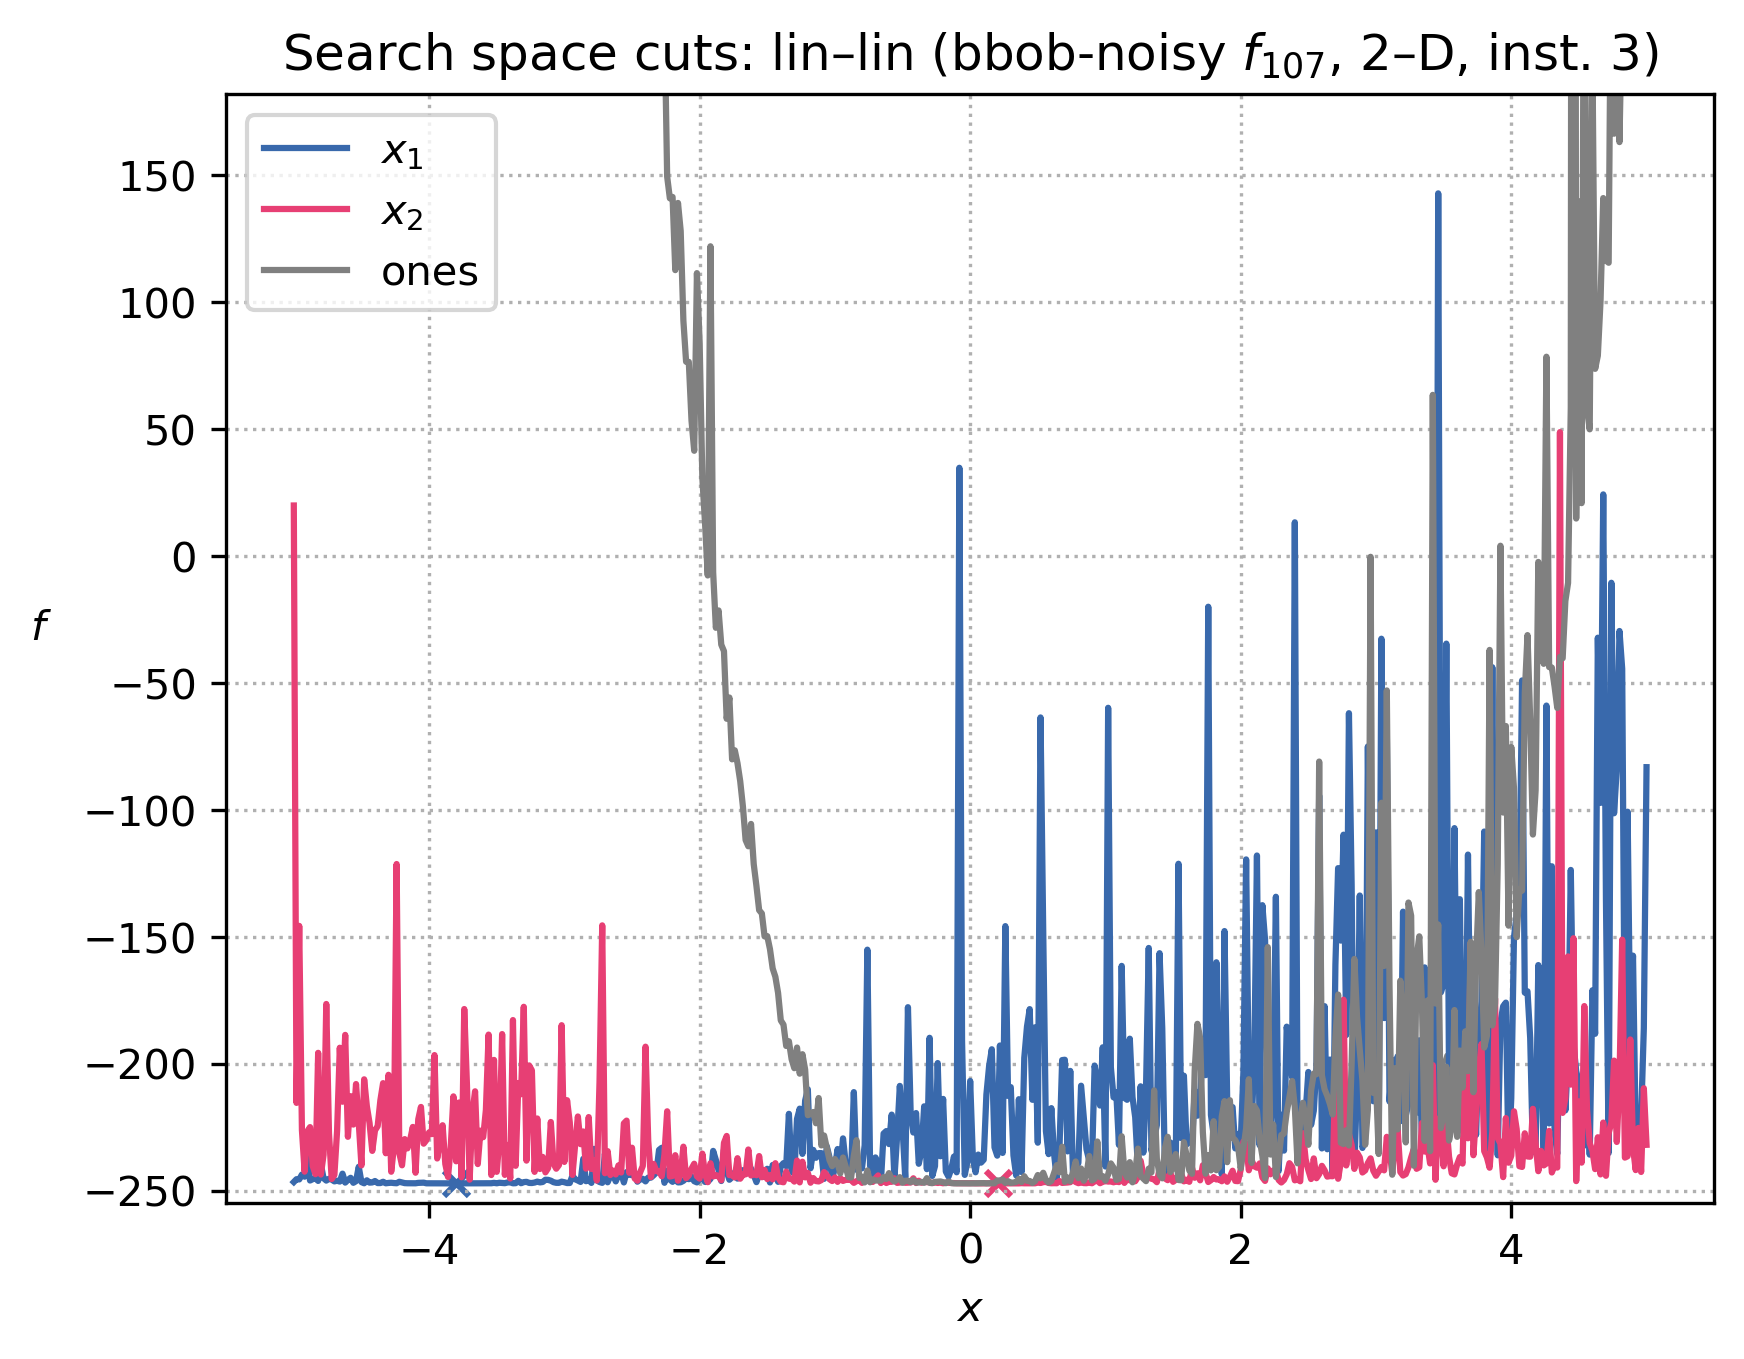 Search space cuts: lin–lin (bbob-noisy f₁₀₇, 2–D, inst. 3)
x₁
x₂
ones
150
100
50
0
−50
−100
−150
−200
−250
f
−4
−2
0
2
4
x